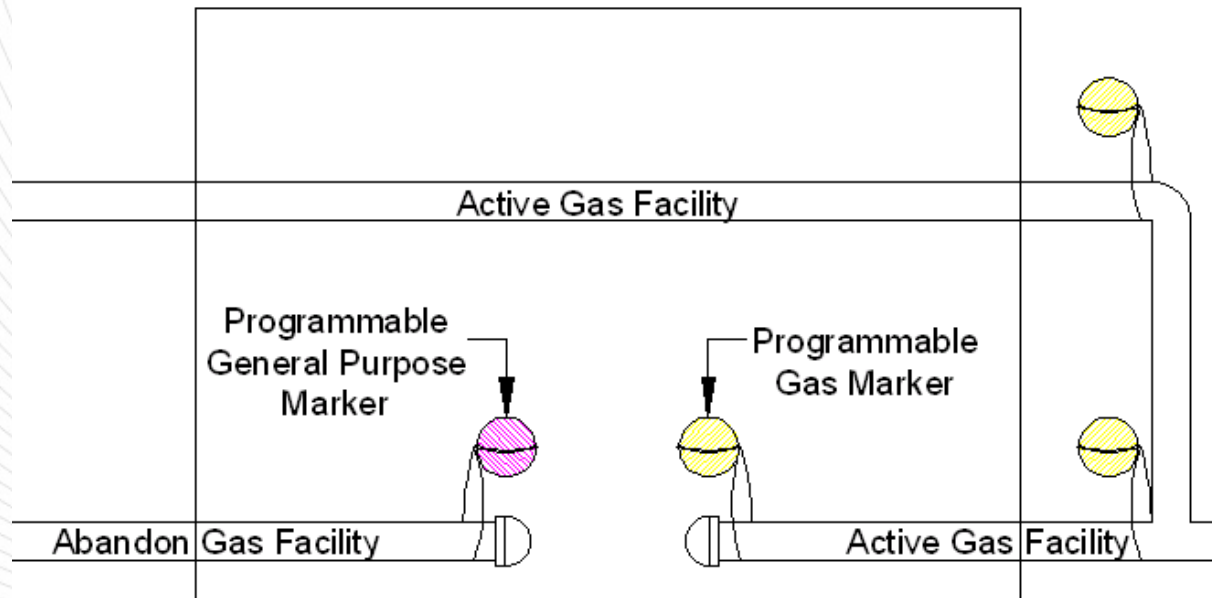 Active Gas Facility
Programmable
General Purpose
Marker
Programmable
Gas Marker
Abandon Gas Facility
Active Gas Facility